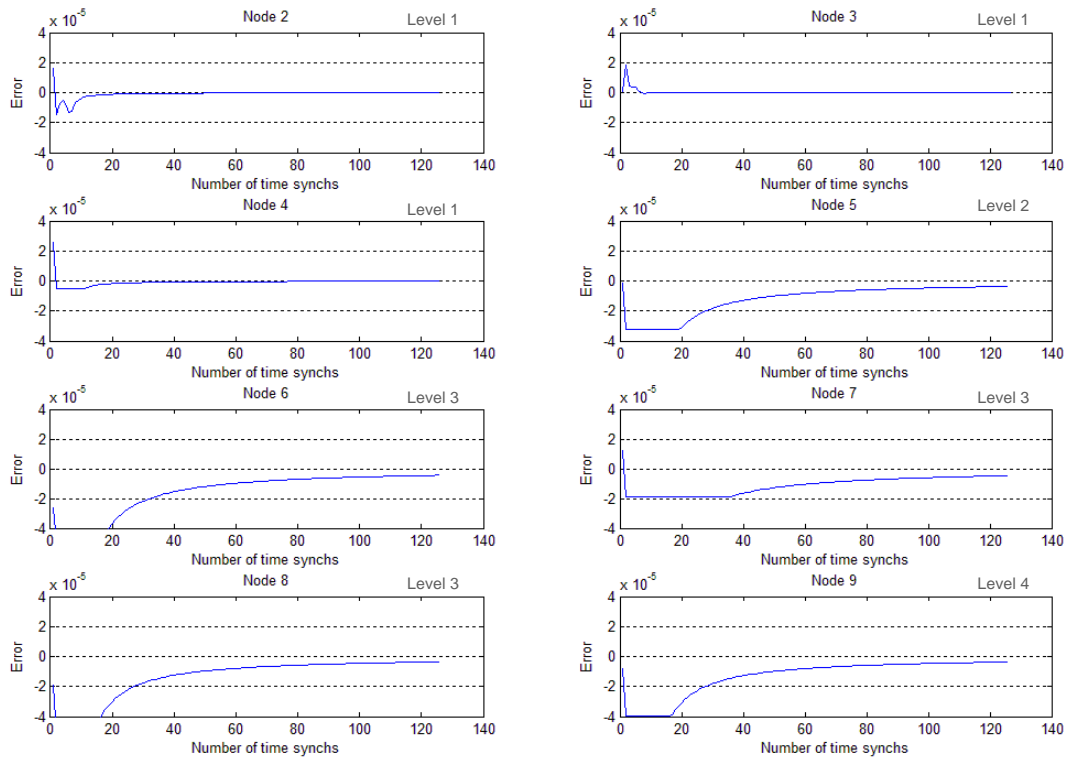 Node 2 Level 1
x 10^-5
4
2
0
-2
-4
Error
0 20 40 60 80 100 120 140
Number of time synchs
Node 3 Level 1
x 10^-5
4
2
0
-2
-4
Error
0 20 40 60 80 100 120 140
Number of time synchs
Node 4 Level 1
x 10^-5
4
2
0
-2
-4
Error
0 20 40 60 80 100 120 140
Number of time synchs
Node 5 Level 2
x 10^-5
4
2
0
-2
-4
Error
0 20 40 60 80 100 120 140
Number of time synchs
Node 6 Level 3
x 10^-5
4
2
0
-2
-4
Error
0 20 40 60 80 100 120 140
Number of time synchs
Node 7 Level 3
x 10^-5
4
2
0
-2
-4
Error
0 20 40 60 80 100 120 140
Number of time synchs
Node 8 Level 3
x 10^-5
4
2
0
-2
-4
Error
0 20 40 60 80 100 120 140
Number of time synchs
Node 9 Level 4
x 10^-5
4
2
0
-2
-4
Error
0 20 40 60 80 100 120 140
Number of time synchs